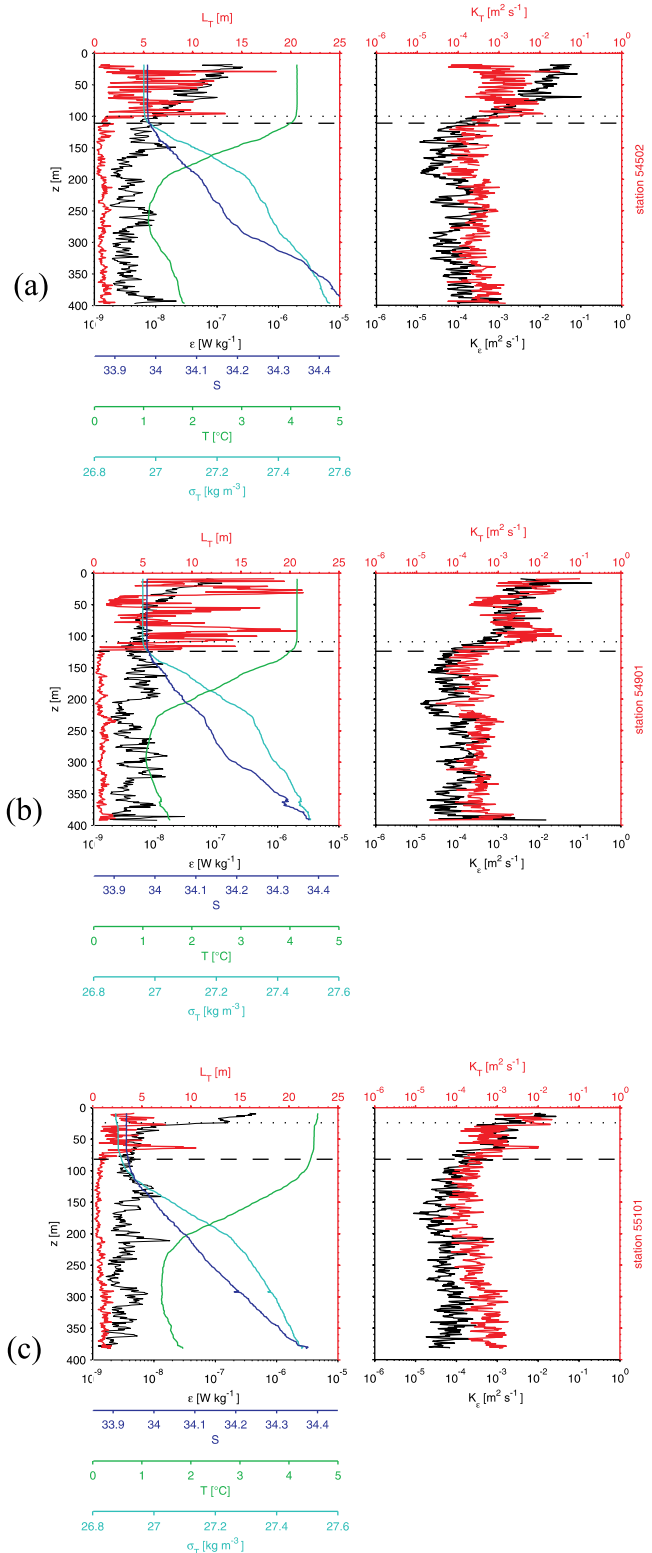 L_T [m]
0 5 10 15 20 25
K_T [m² s⁻¹]
10⁻⁶ 10⁻⁵ 10⁻⁴ 10⁻³ 10⁻² 10⁻¹ 10⁰
0
50
100
150
200
250
300
350
400
z [m]
station 54502
(a)
10⁻⁹ 10⁻⁸ 10⁻⁷ 10⁻⁶ 10⁻⁵
ε [W kg⁻¹]
10⁻⁶ 10⁻⁵ 10⁻⁴ 10⁻³ 10⁻² 10⁻¹ 10⁰
K_ε [m² s⁻¹]
33.9 34 34.1 34.2 34.3 34.4
S
0 1 2 3 4 5
T [°C]
26.8 27 27.2 27.4 27.6
σ_T [kg m⁻³]
L_T [m]
0 5 10 15 20 25
K_T [m² s⁻¹]
10⁻⁶ 10⁻⁵ 10⁻⁴ 10⁻³ 10⁻² 10⁻¹ 10⁰
0
50
100
150
200
250
300
350
400
z [m]
station 54901
(b)
10⁻⁹ 10⁻⁸ 10⁻⁷ 10⁻⁶ 10⁻⁵
ε [W kg⁻¹]
10⁻⁶ 10⁻⁵ 10⁻⁴ 10⁻³ 10⁻² 10⁻¹ 10⁰
K_ε [m² s⁻¹]
33.9 34 34.1 34.2 34.3 34.4
S
0 1 2 3 4 5
T [°C]
26.8 27 27.2 27.4 27.6
σ_T [kg m⁻³]
L_T [m]
0 5 10 15 20 25
K_T [m² s⁻¹]
10⁻⁶ 10⁻⁵ 10⁻⁴ 10⁻³ 10⁻² 10⁻¹ 10⁰
0
50
100
150
200
250
300
350
400
z [m]
station 55101
(c)
10⁻⁹ 10⁻⁸ 10⁻⁷ 10⁻⁶ 10⁻⁵
ε [W kg⁻¹]
10⁻⁶ 10⁻⁵ 10⁻⁴ 10⁻³ 10⁻² 10⁻¹ 10⁰
K_ε [m² s⁻¹]
33.9 34 34.1 34.2 34.3 34.4
S
0 1 2 3 4 5
T [°C]
26.8 27 27.2 27.4 27.6
σ_T [kg m⁻³]